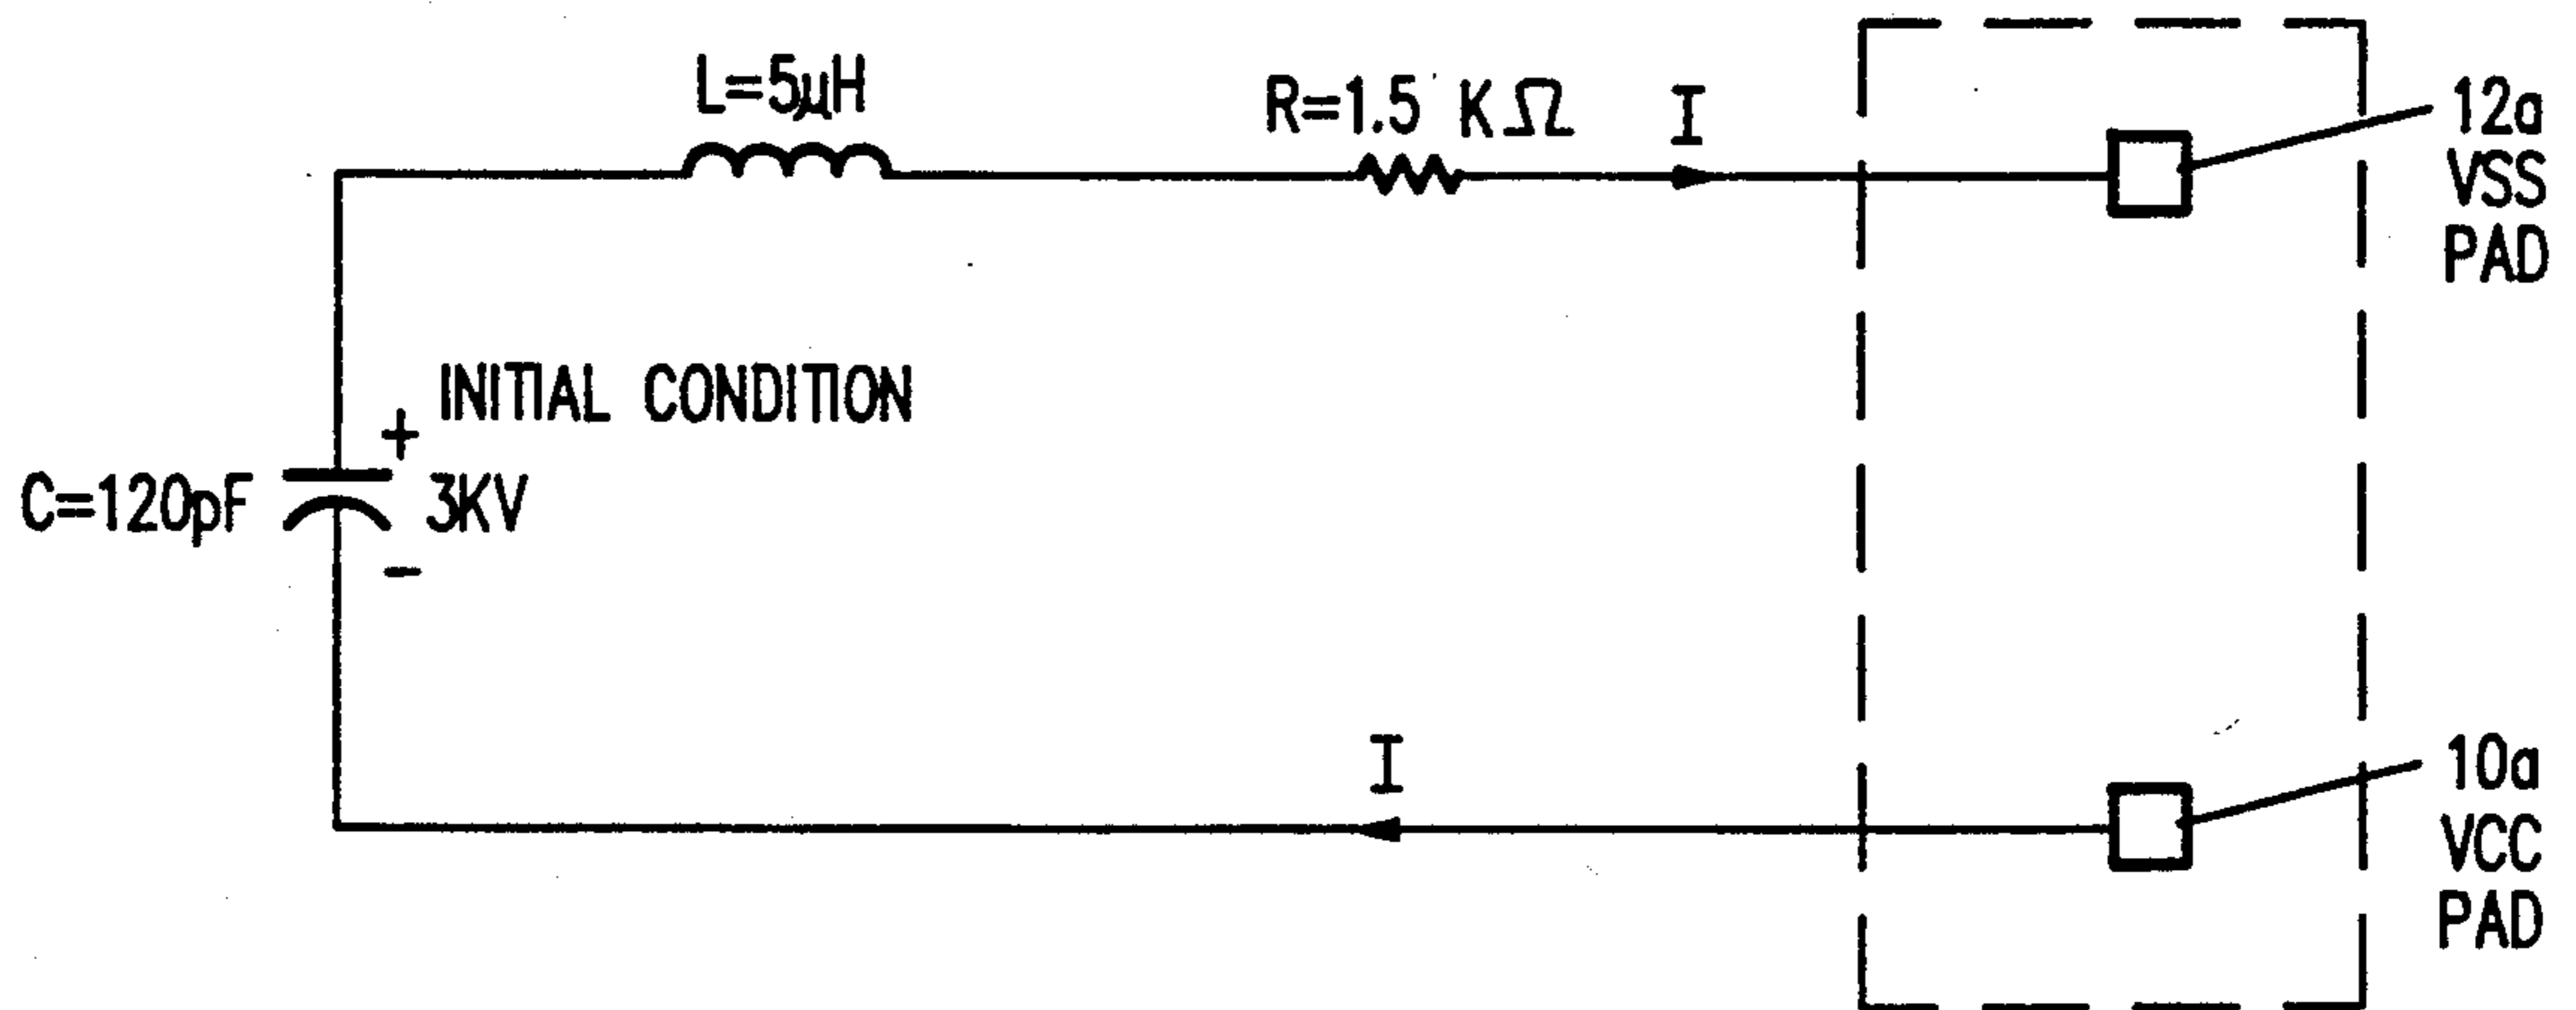 L=5µH
R=1.5 KΩ
I
12a
VSS
PAD
INITIAL CONDITION
+
C=120pF
3KV
-
I
10a
VCC
PAD